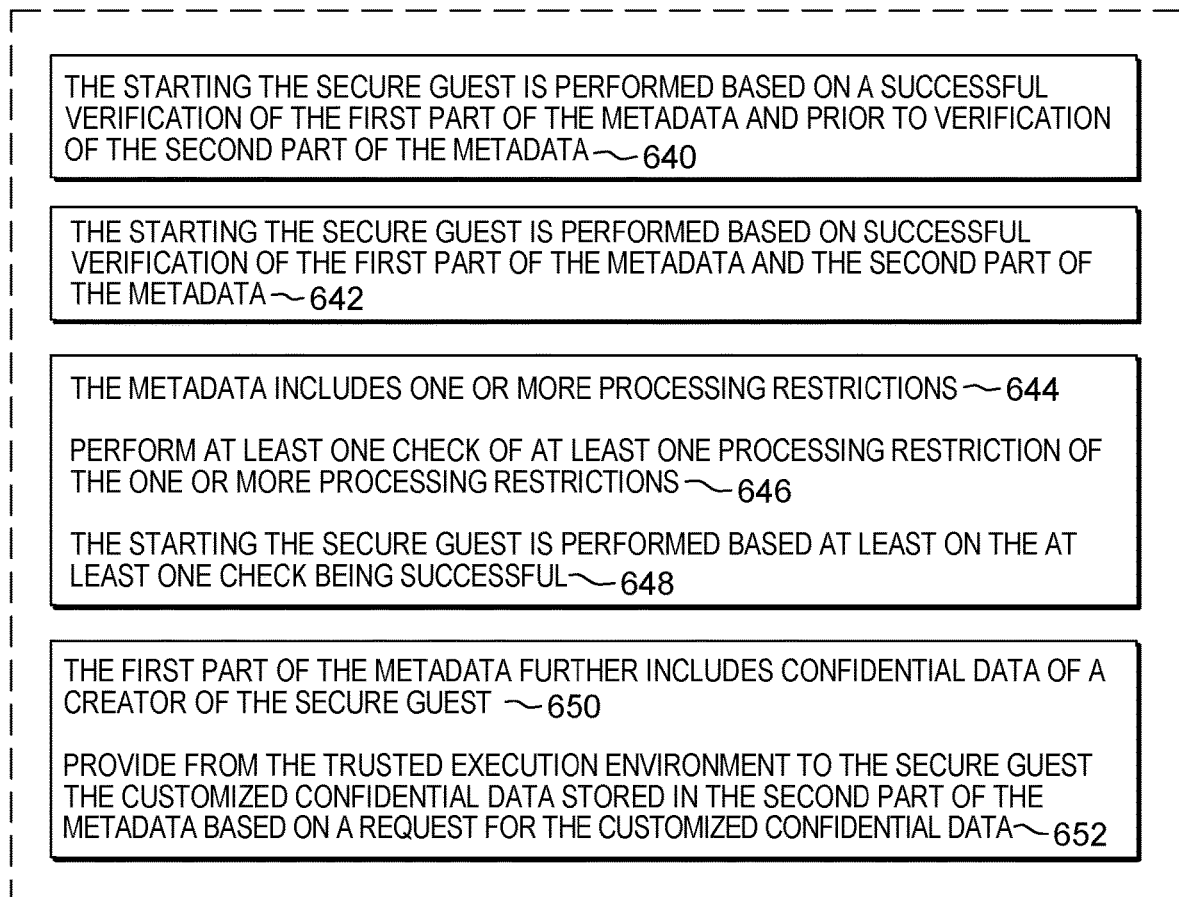 THE STARTING THE SECURE GUEST IS PERFORMED BASED ON A SUCCESSFUL
VERIFICATION OF THE FIRST PART OF THE METADATA AND PRIOR TO VERIFICATION
OF THE SECOND PART OF THE METADATA 640
THE STARTING THE SECURE GUEST IS PERFORMED BASED ON SUCCESSFUL
VERIFICATION OF THE FIRST PART OF THE METADATA AND THE SECOND PART OF
THE METADATA 642
THE METADATA INCLUDES ONE OR MORE PROCESSING RESTRICTIONS 644
PERFORM AT LEAST ONE CHECK OF AT LEAST ONE PROCESSING RESTRICTION OF
THE ONE OR MORE PROCESSING RESTRICTIONS 646
THE STARTING THE SECURE GUEST IS PERFORMED BASED AT LEAST ON THE AT
LEAST ONE CHECK BEING SUCCESSFUL 648
THE FIRST PART OF THE METADATA FURTHER INCLUDES CONFIDENTIAL DATA OF A
CREATOR OF THE SECURE GUEST 650
PROVIDE FROM THE TRUSTED EXECUTION ENVIRONMENT TO THE SECURE GUEST
THE CUSTOMIZED CONFIDENTIAL DATA STORED IN THE SECOND PART OF THE
METADATA BASED ON A REQUEST FOR THE CUSTOMIZED CONFIDENTIAL DATA 652